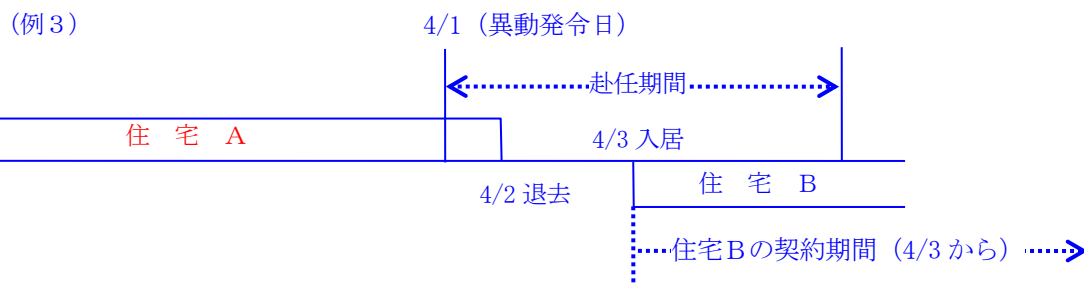 （例３）
4/1（異動発令日）
赴任期間
住　宅　Ａ
4/3 入居
4/2 退去
住　宅　Ｂ
住宅Ｂの契約期間（4/3 から）